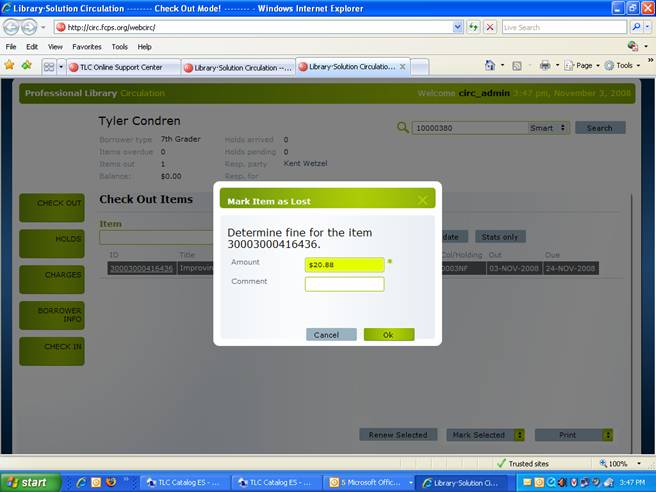 Library·Solution Circulation -------- Check Out Mode! -------- - Windows Internet Explorer
http://circ.fcps.org/webcirc/
Live Search
File Edit View Favorites Tools Help
TLC Online Support Center
Library·Solution Circulation --...
Library·Solution Circulatio...
Page Tools
Professional Library Circulation
Welcome circ_admin 3:47 pm, November 3, 2008
Tyler Condren
10000380 Smart Search
Borrower type 7th Grader Holds arrived 0
Items overdue 0 Holds pending 0
Items out 1 Resp. party Kent Wetzel
Balance: $0.00 Resp. for
CHECK OUT
HOLDS
CHARGES
BORROWER INFO
CHECK IN
Check Out Items
Item
date Stats only
ID Title Col/Holding Out Due
30003000416436 Improvin 0003NF 03-NOV-2008 24-NOV-2008
Mark Item as Lost
Determine fine for the item
30003000416436.
Amount $20.88 *
Comment
Cancel Ok
Renew Selected Mark Selected Print
Trusted sites 100%
start TLC Catalog ES - ... TLC Catalog ES - ... 5 Microsoft Office... Library·Solution Ci... 3:47 PM